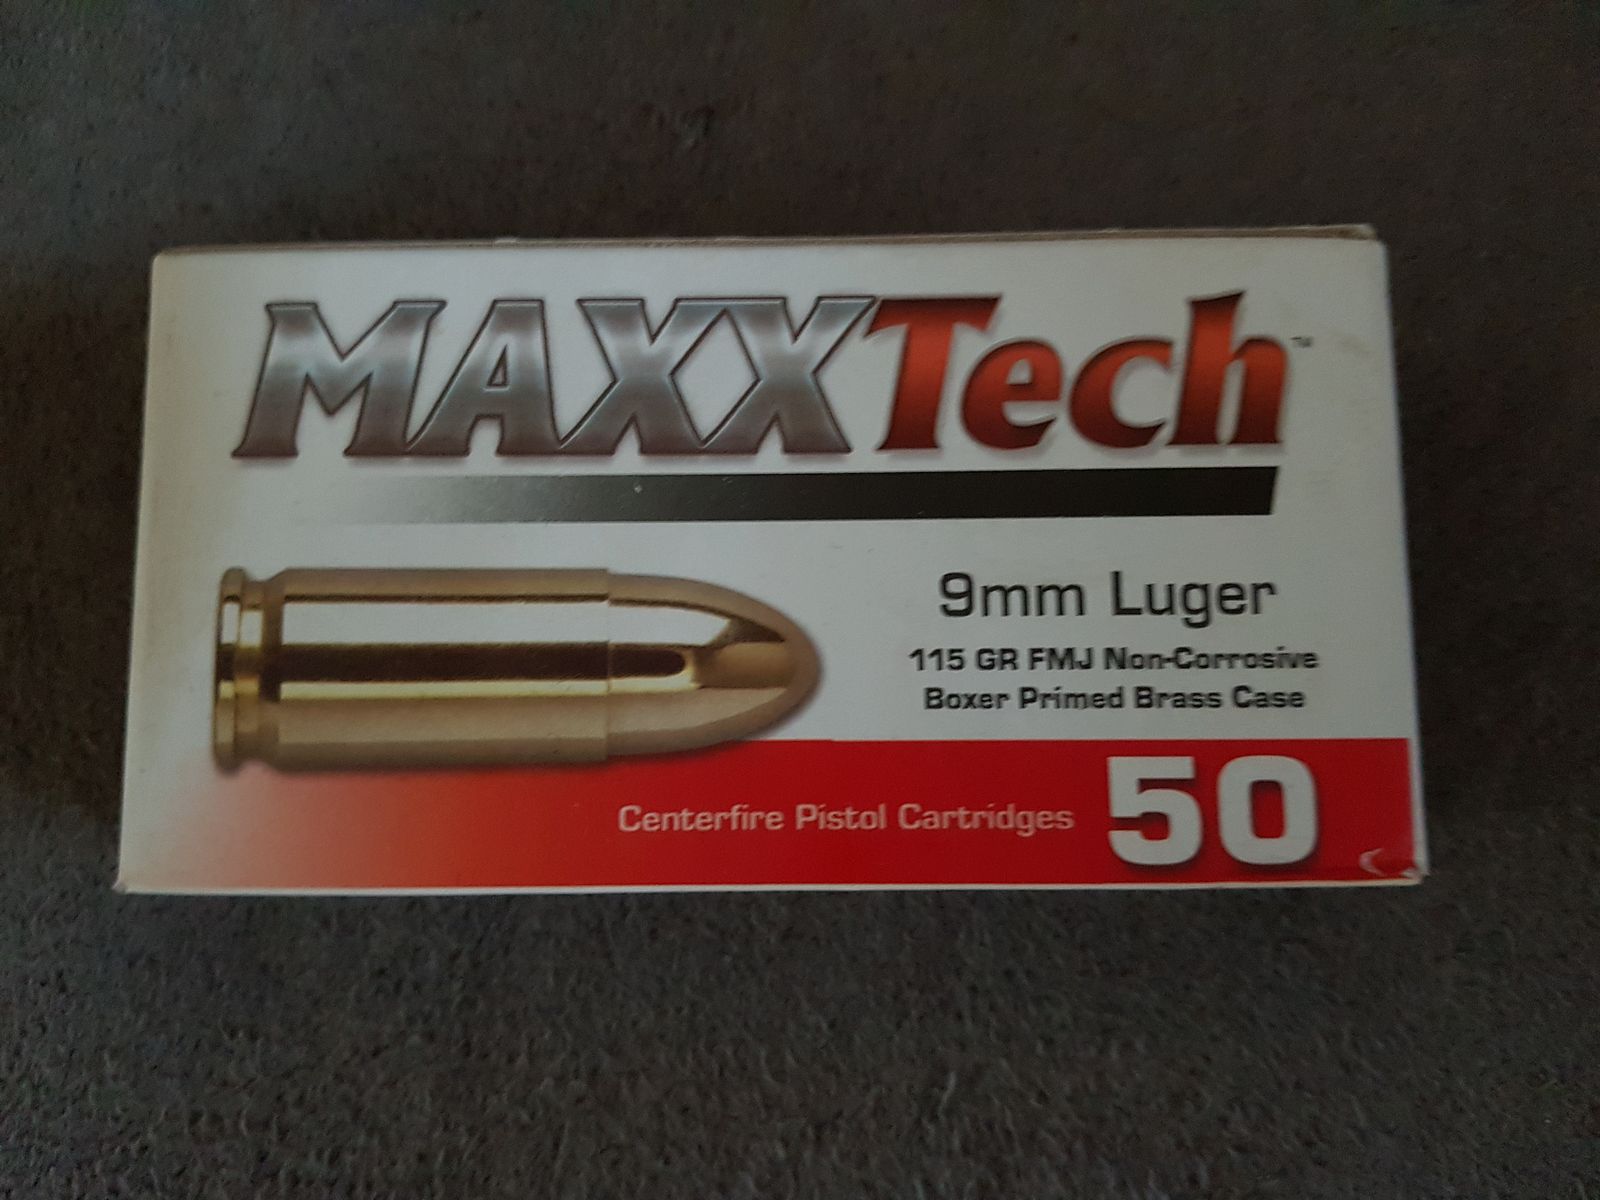 MAXXTech™
9mm Luger
115 GR FMJ Non-Corrosive
Boxer Primed Brass Case
Centerfire Pistol Cartridges 50